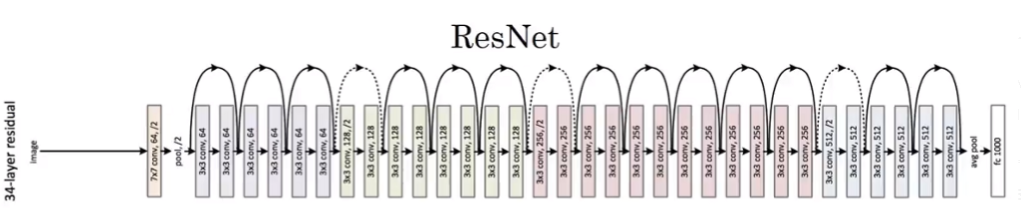 ResNet
34-layer residual
image
7x7 conv, 64, /2
pool, /2
3x3 conv, 64
3x3 conv, 64
3x3 conv, 64
3x3 conv, 64
3x3 conv, 64
3x3 conv, 64
3x3 conv, 128, /2
3x3 conv, 128
3x3 conv, 128
3x3 conv, 128
3x3 conv, 128
3x3 conv, 128
3x3 conv, 128
3x3 conv, 128
3x3 conv, 256, /2
3x3 conv, 256
3x3 conv, 256
3x3 conv, 256
3x3 conv, 256
3x3 conv, 256
3x3 conv, 256
3x3 conv, 256
3x3 conv, 256
3x3 conv, 256
3x3 conv, 256
3x3 conv, 256
3x3 conv, 512, /2
3x3 conv, 512
3x3 conv, 512
3x3 conv, 512
3x3 conv, 512
3x3 conv, 512
avg pool
fc 1000